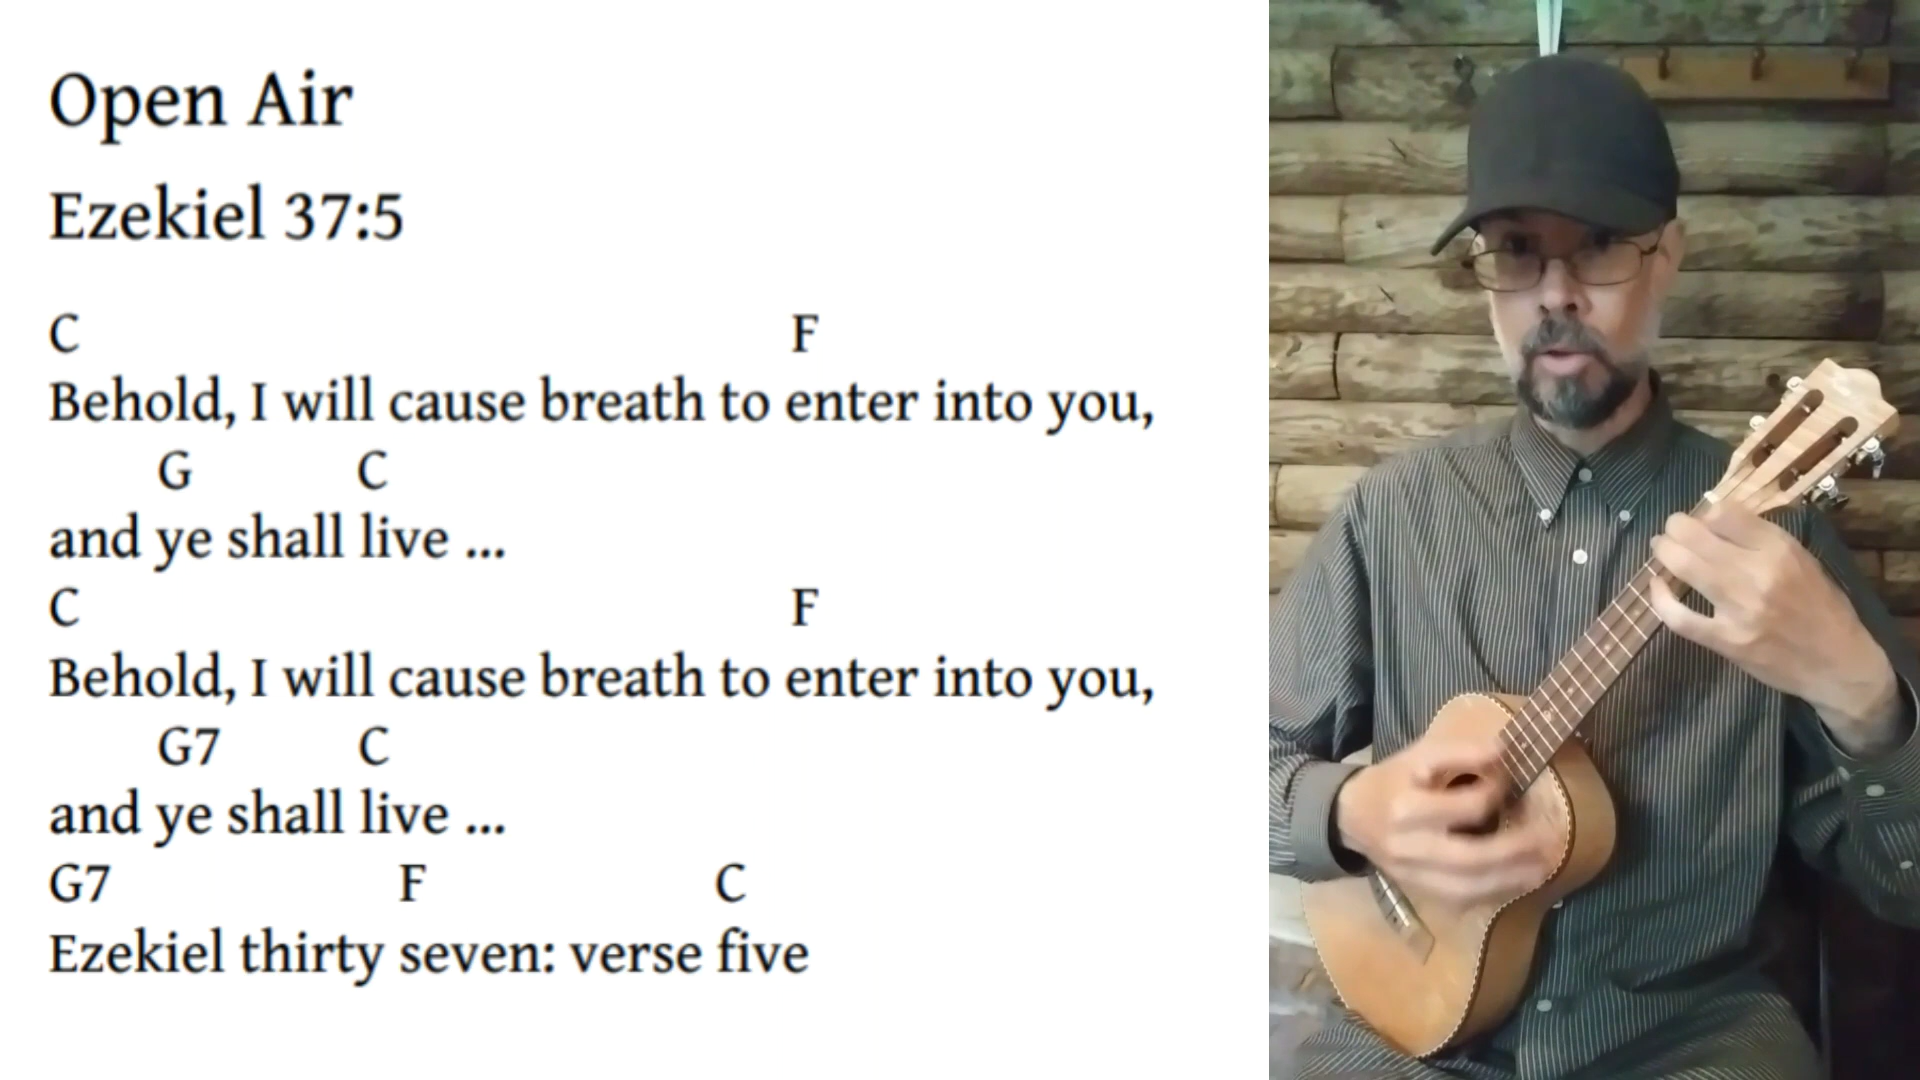 Open Air
Ezekiel 37:5
C F
Behold, I will cause breath to enter into you,
G C
and ye shall live ...
C F
Behold, I will cause breath to enter into you,
G7 C
and ye shall live ...
G7 F C
Ezekiel thirty seven: verse five